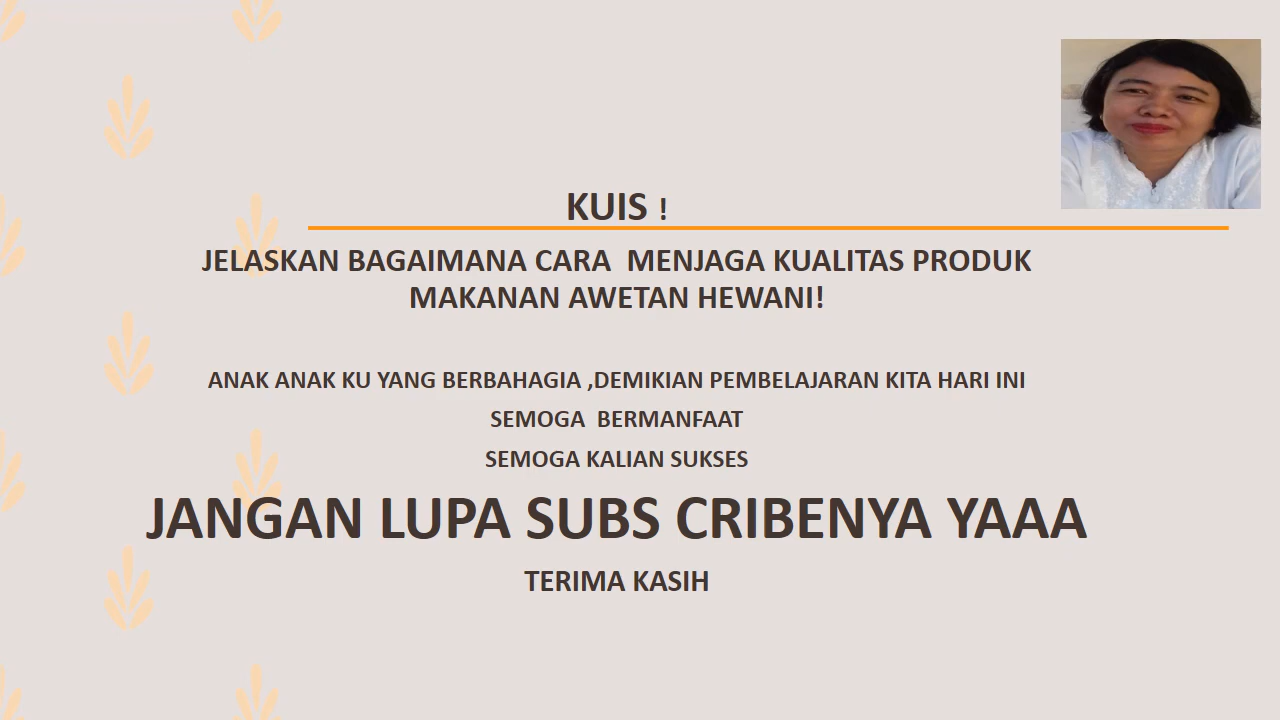 KUIS !
JELASKAN BAGAIMANA CARA  MENJAGA KUALITAS PRODUK
MAKANAN AWETAN HEWANI!
ANAK ANAK KU YANG BERBAHAGIA ,DEMIKIAN PEMBELAJARAN KITA HARI INI
SEMOGA  BERMANFAAT
SEMOGA KALIAN SUKSES
JANGAN LUPA SUBS CRIBENYA YAAA
TERIMA KASIH